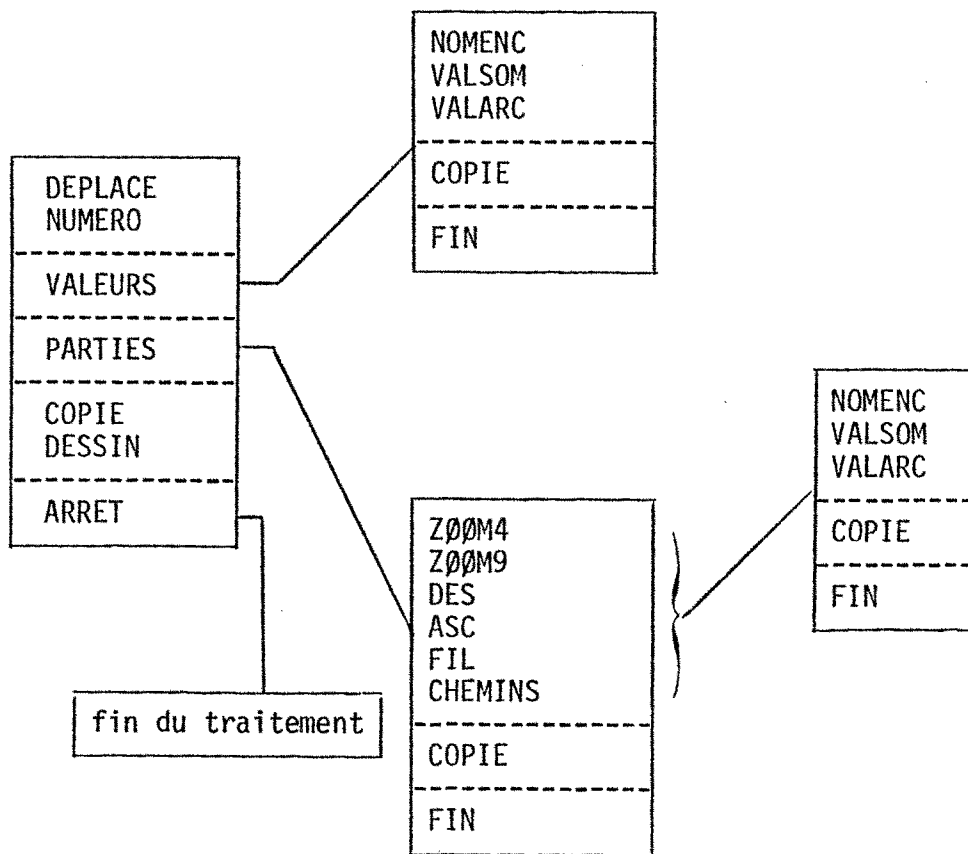 NOMENC
VALSOM
VALARC
COPIE
FIN
DEPLACE
NUMERO
VALEURS
PARTIES
COPIE
DESSIN
ARRET
fin du traitement
ZØØM4
ZØØM9
DES
ASC
FIL
CHEMINS
COPIE
FIN
NOMENC
VALSOM
VALARC
COPIE
FIN